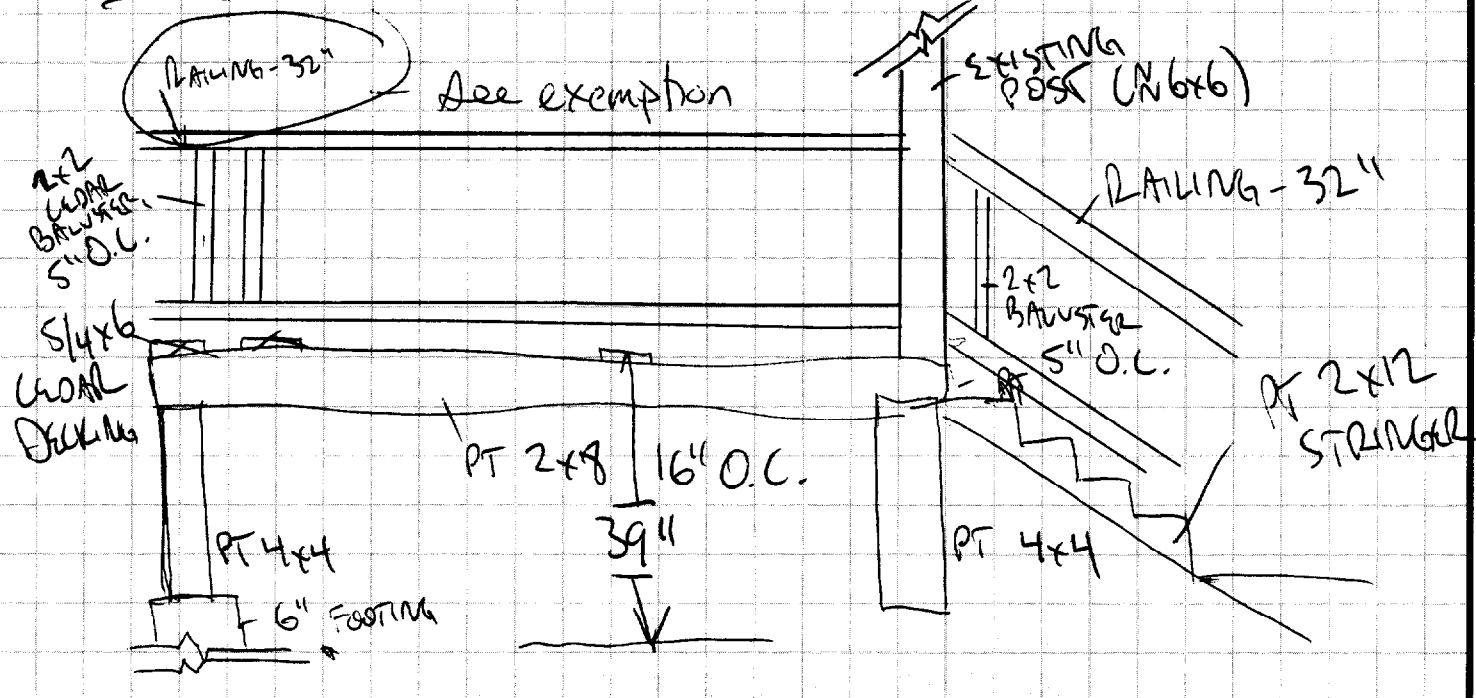 RAILING-32"
See exemption
EXISTING
POST (N 6x6)
2x2
CEDAR
BALUSTER
5" O.C.
RAILING-32"
2x2
BALUSTER
5" O.C.
5/4x6
CEDAR
DECKING
PT 2x8 16" O.C.
39"
PT 2x12
STRINGER
PT 4x4
PT 4x4
6" FOOTING